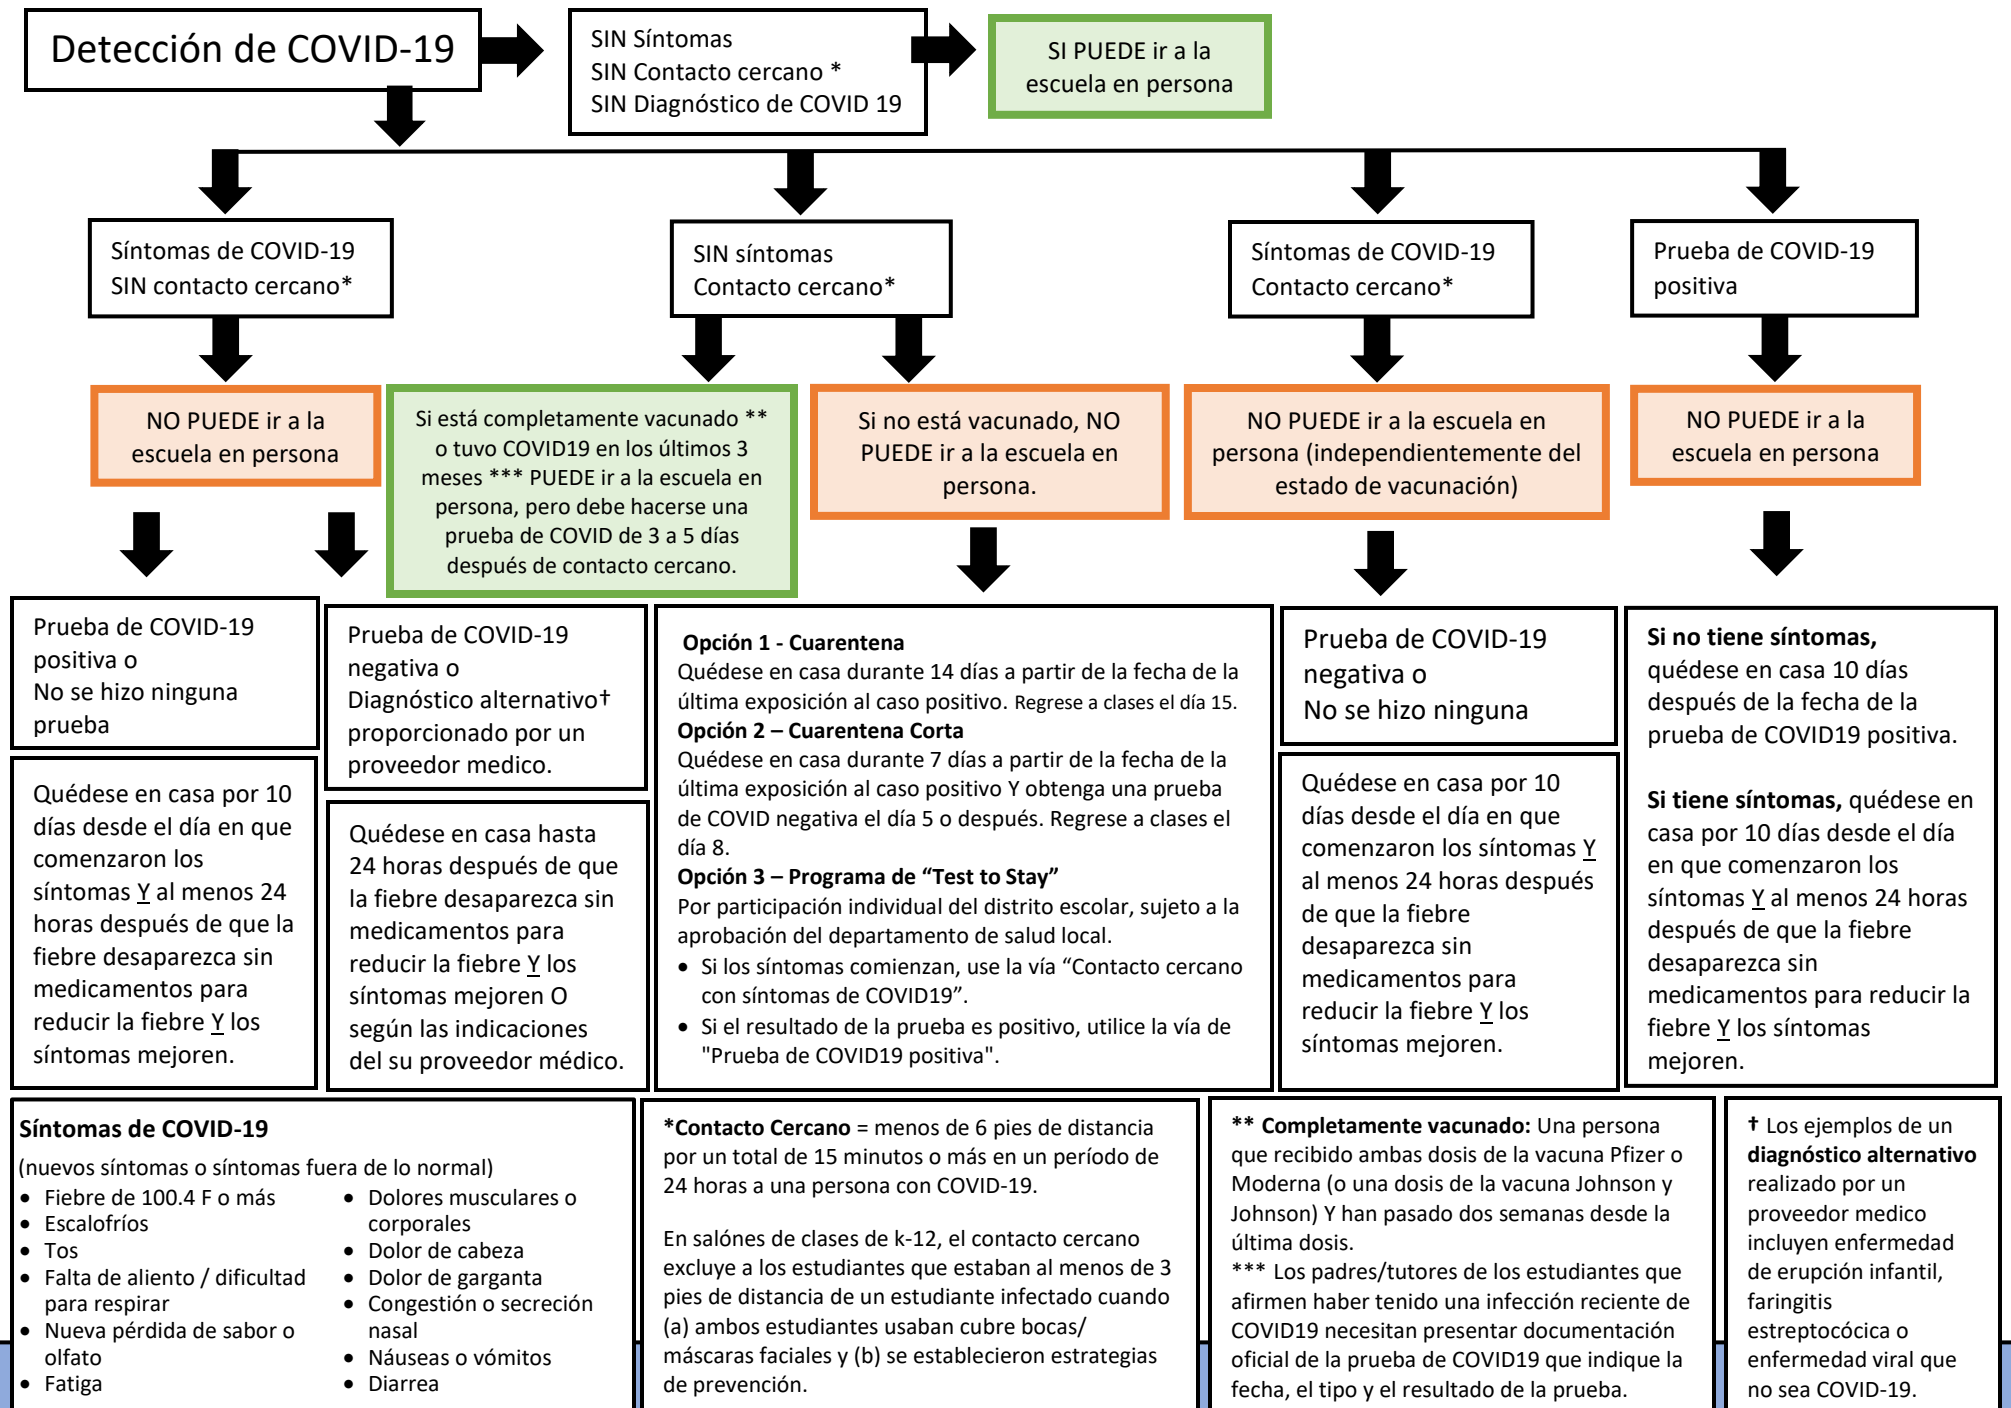 Detección de COVID-19
SIN Síntomas
SIN Contacto cercano *
SIN Diagnóstico de COVID 19
SI PUEDE ir a la
escuela en persona
Síntomas de COVID-19
SIN contacto cercano*
SIN síntomas
Contacto cercano*
Síntomas de COVID-19
Contacto cercano*
Prueba de COVID-19
positiva
NO PUEDE ir a la
escuela en persona
Si está completamente vacunado **
o tuvo COVID19 en los últimos 3
meses *** PUEDE ir a la escuela en
persona, pero debe hacerse una
prueba de COVID de 3 a 5 días
después de contacto cercano.
Si no está vacunado, NO
PUEDE ir a la escuela en
persona.
NO PUEDE ir a la escuela en
persona (independientemente del
estado de vacunación)
NO PUEDE ir a la
escuela en persona
Prueba de COVID-19
positiva o
No se hizo ninguna
prueba
Quédese en casa por 10
días desde el día en que
comenzaron los
síntomas Y al menos 24
horas después de que la
fiebre desaparezca sin
medicamentos para
reducir la fiebre Y los
síntomas mejoren.
Prueba de COVID-19
negativa o
Diagnóstico alternativo†
proporcionado por un
proveedor medico.
Quédese en casa hasta
24 horas después de que
la fiebre desaparezca sin
medicamentos para
reducir la fiebre Y los
síntomas mejoren O
según las indicaciones
del su proveedor médico.
Opción 1 - Cuarentena
Quédese en casa durante 14 días a partir de la fecha de la
última exposición al caso positivo. Regrese a clases el día 15.
Opción 2 – Cuarentena Corta
Quédese en casa durante 7 días a partir de la fecha de la
última exposición al caso positivo Y obtenga una prueba
de COVID negativa el día 5 o después. Regrese a clases el
día 8.
Opción 3 – Programa de “Test to Stay”
Por participación individual del distrito escolar, sujeto a la
aprobación del departamento de salud local.
• Si los síntomas comienzan, use la vía “Contacto cercano
con síntomas de COVID19”.
• Si el resultado de la prueba es positivo, utilice la vía de
"Prueba de COVID19 positiva".
Prueba de COVID-19
negativa o
No se hizo ninguna
Quédese en casa por 10
días desde el día en que
comenzaron los síntomas Y
al menos 24 horas después
de que la fiebre
desaparezca sin
medicamentos para
reducir la fiebre Y los
síntomas mejoren.
Si no tiene síntomas,
quédese en casa 10 días
después de la fecha de la
prueba de COVID19 positiva.
Si tiene síntomas, quédese en
casa por 10 días desde el día
en que comenzaron los
síntomas Y al menos 24 horas
después de que la fiebre
desaparezca sin
medicamentos para reducir la
fiebre Y los síntomas
mejoren.
Síntomas de COVID-19
(nuevos síntomas o síntomas fuera de lo normal)
• Fiebre de 100.4 F o más
• Escalofríos
• Tos
• Falta de aliento / dificultad
para respirar
• Nueva pérdida de sabor o
olfato
• Fatiga
• Dolores musculares o
corporales
• Dolor de cabeza
• Dolor de garganta
• Congestión o secreción
nasal
• Náuseas o vómitos
• Diarrea
*Contacto Cercano = menos de 6 pies de distancia
por un total de 15 minutos o más en un período de
24 horas a una persona con COVID-19.
En salónes de clases de k-12, el contacto cercano
excluye a los estudiantes que estaban al menos de 3
pies de distancia de un estudiante infectado cuando
(a) ambos estudiantes usaban cubre bocas/
máscaras faciales y (b) se establecieron estrategias
de prevención.
** Completamente vacunado: Una persona
que recibido ambas dosis de la vacuna Pfizer o
Moderna (o una dosis de la vacuna Johnson y
Johnson) Y han pasado dos semanas desde la
última dosis.
*** Los padres/tutores de los estudiantes que
afirmen haber tenido una infección reciente de
COVID19 necesitan presentar documentación
oficial de la prueba de COVID19 que indique la
fecha, el tipo y el resultado de la prueba.
† Los ejemplos de un
diagnóstico alternativo
realizado por un
proveedor medico
incluyen enfermedad
de erupción infantil,
faringitis
estreptocócica o
enfermedad viral que
no sea COVID-19.